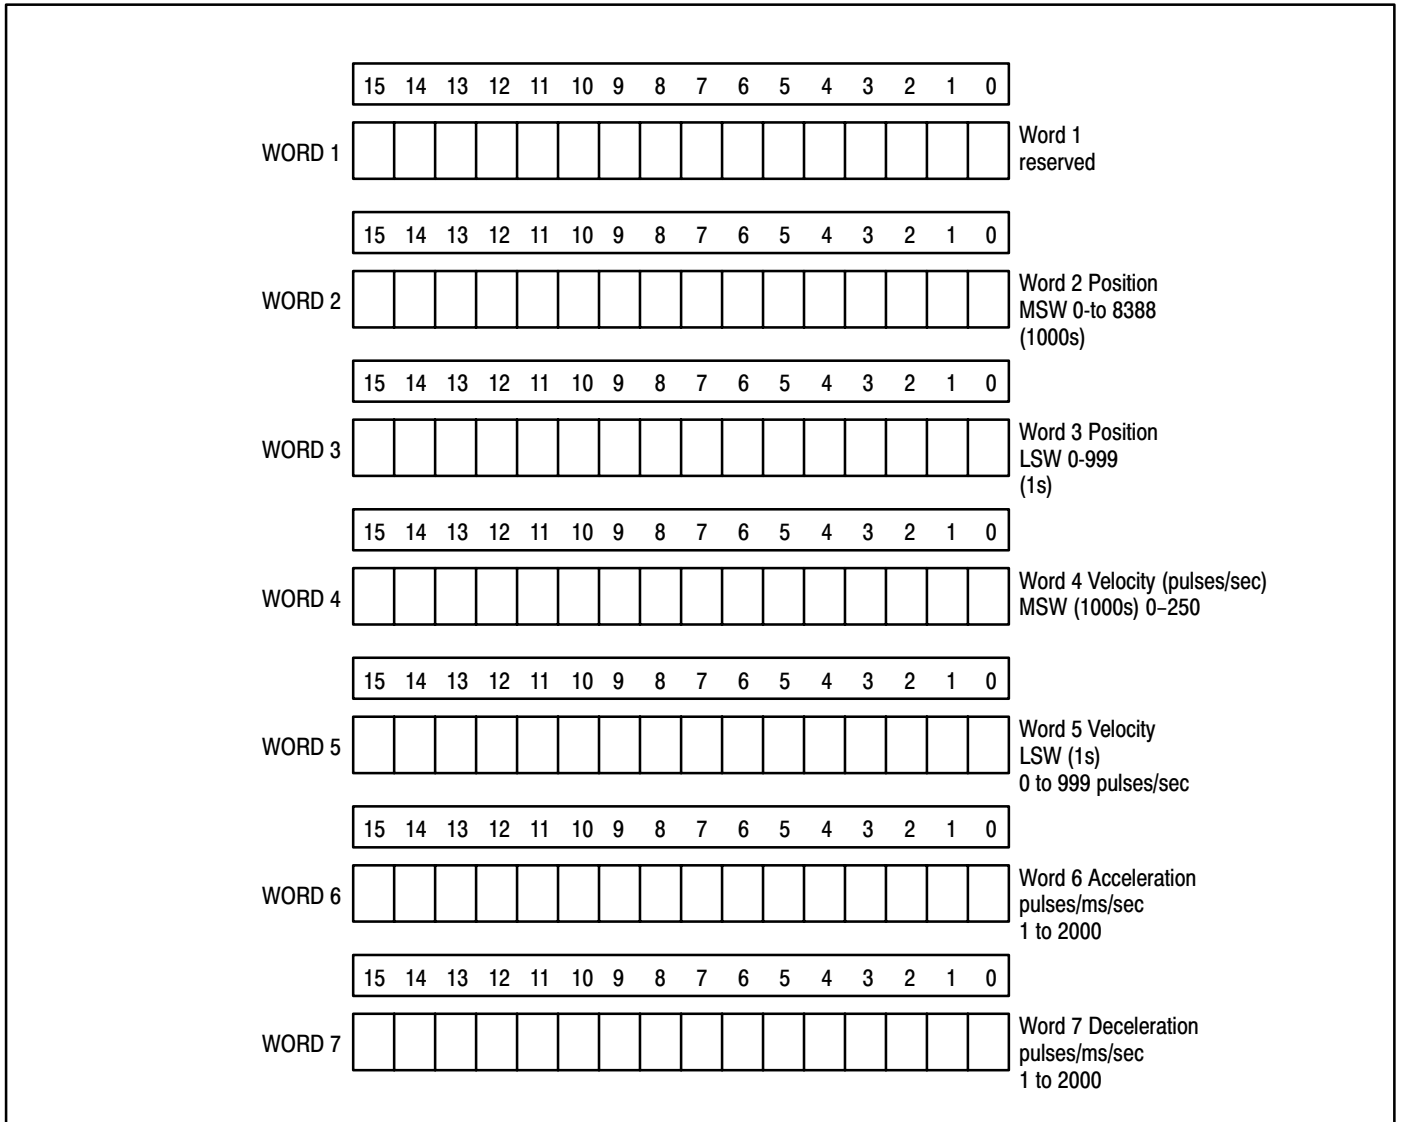 15 14 13 12 11 10 9 8 7 6 5 4 3 2 1 0
WORD 1
Word 1
reserved
15 14 13 12 11 10 9 8 7 6 5 4 3 2 1 0
WORD 2
Word 2 Position
MSW 0-to 8388
(1000s)
15 14 13 12 11 10 9 8 7 6 5 4 3 2 1 0
WORD 3
Word 3 Position
LSW 0-999
(1s)
15 14 13 12 11 10 9 8 7 6 5 4 3 2 1 0
WORD 4
Word 4 Velocity (pulses/sec)
MSW (1000s) 0–250
15 14 13 12 11 10 9 8 7 6 5 4 3 2 1 0
WORD 5
Word 5 Velocity
LSW (1s)
0 to 999 pulses/sec
15 14 13 12 11 10 9 8 7 6 5 4 3 2 1 0
WORD 6
Word 6 Acceleration
pulses/ms/sec
1 to 2000
15 14 13 12 11 10 9 8 7 6 5 4 3 2 1 0
WORD 7
Word 7 Deceleration
pulses/ms/sec
1 to 2000